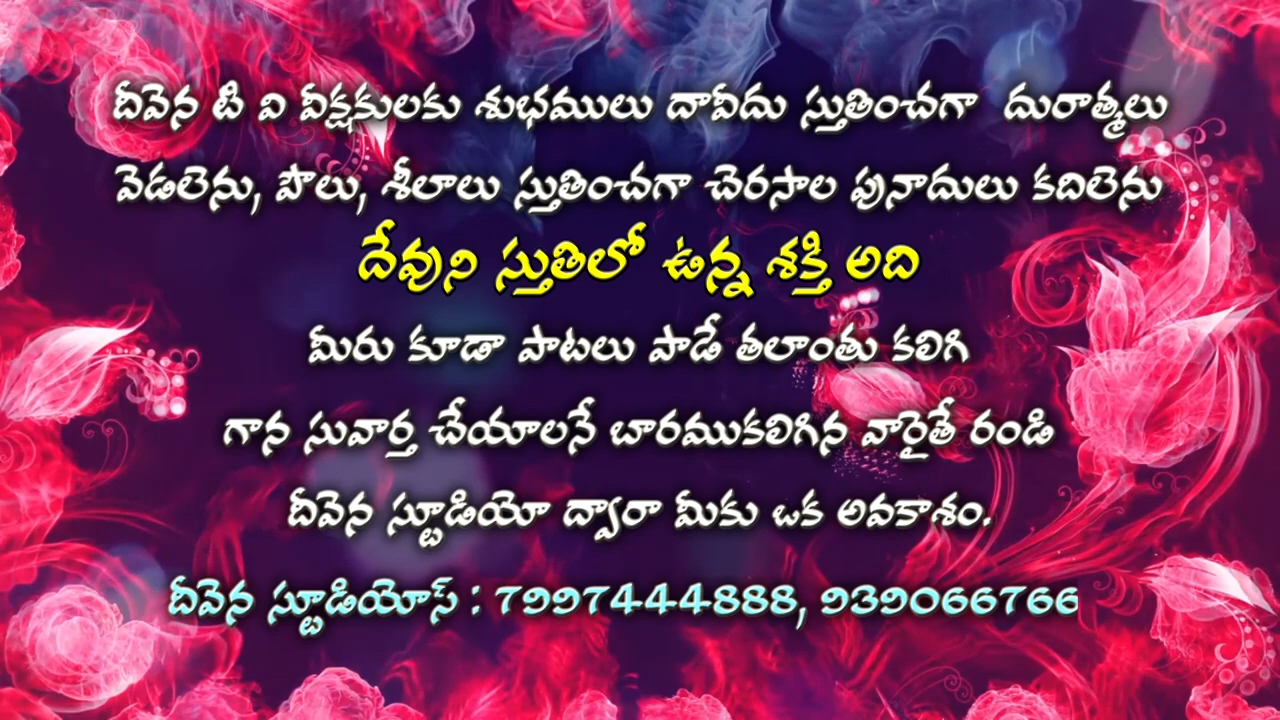 దీవెన టి వి వీక్షకులకు శుభములు దావీదు స్తుతించగా దురాత్మలు
వెడలెను, పౌలు, శీలాలు స్తుతించగా చెరసాల పునాదులు కదిలెను
దేవుని స్తుతిలో ఉన్న శక్తి అది
మీరు కూడా పాటలు పాడే తలాంతు కలిగి
గాన సువార్త చేయాలనే బారముకలిగిన వారైతే రండి
దీవెన స్టూడియో ద్వారా మీకు ఒక అవకాశం.
దీవెన స్టూడియోస్ : 7997444888, 939066766